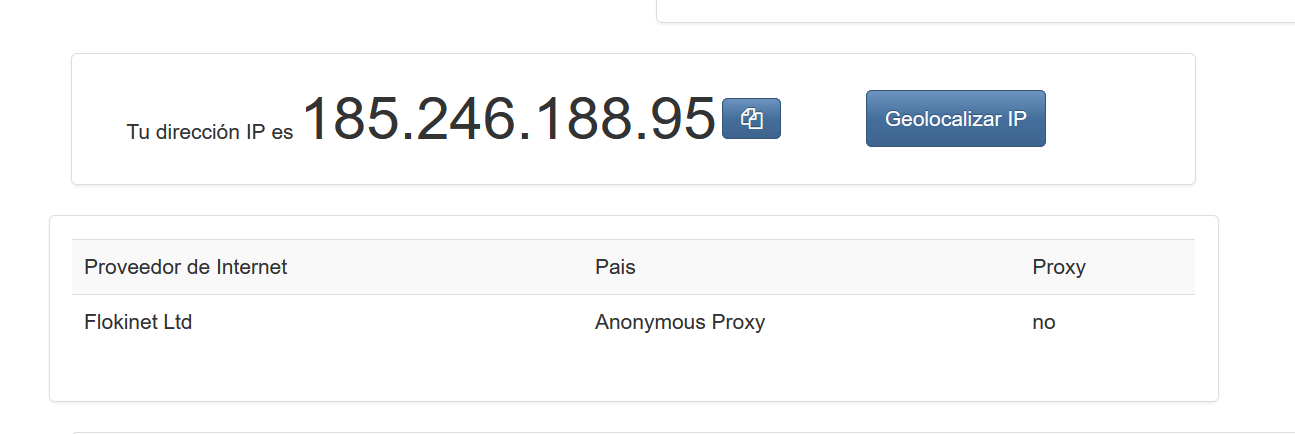 Tu dirección IP es 185.246.188.95
Geolocalizar IP
Proveedor de Internet Pais Proxy
Flokinet Ltd Anonymous Proxy no